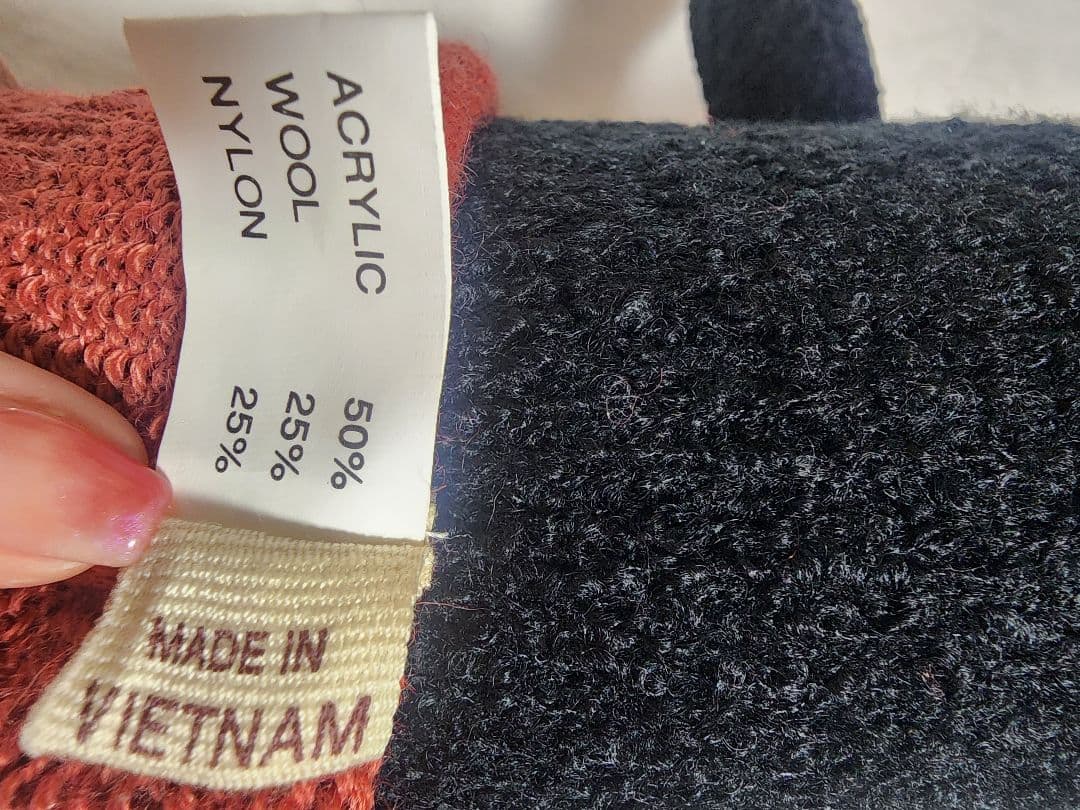 ACRYLIC 50%
WOOL 25%
NYLON 25%
MADE IN
VIETNAM